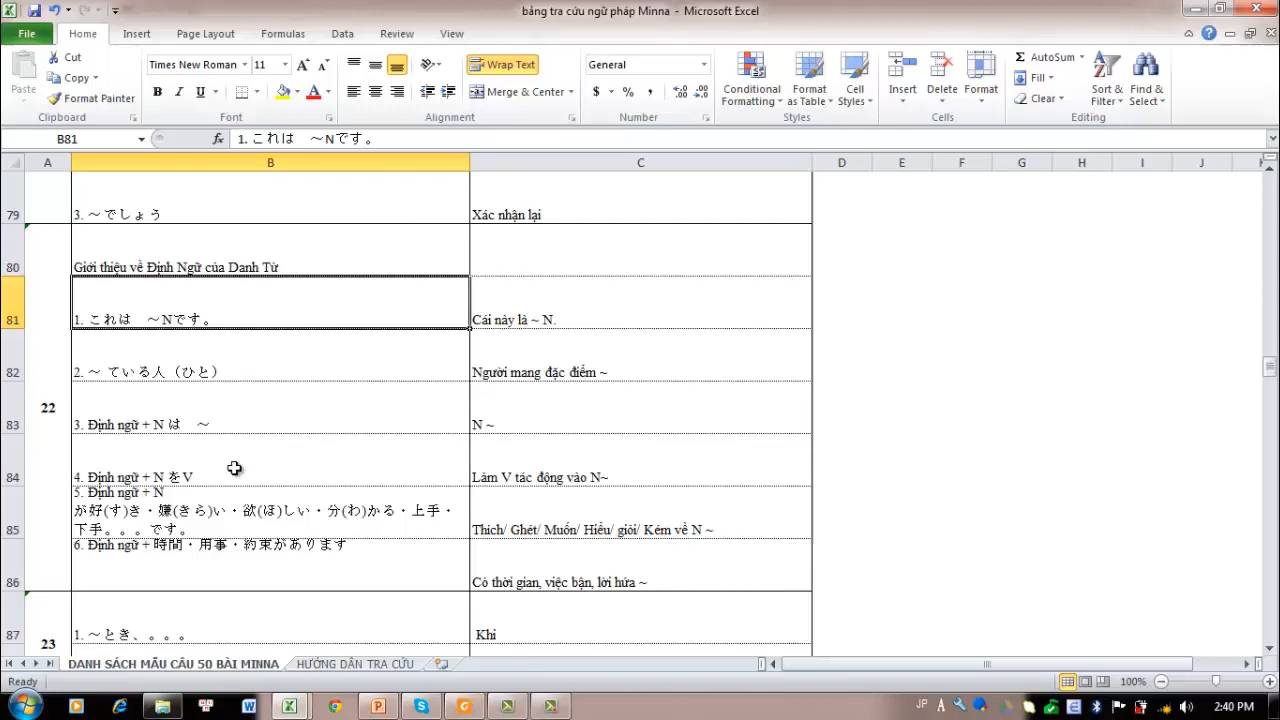 bảng tra cứu ngữ pháp Minna - Microsoft Excel
File Home Insert Page Layout Formulas Data Review View
Paste
Cut
Copy
Format Painter
Clipboard
Times New Roman 11
B I U
Font
Wrap Text
Merge & Center
Alignment
General
$ % ,
Number
Conditional Formatting
Format as Table
Cell Styles
Styles
Insert
Delete
Format
Cells
AutoSum
Fill
Clear
Sort & Filter
Find & Select
Editing
B81 fx 1. これは　～Nです。
A B C D E F G H I J
79 3. ～でしょう Xác nhận lại
80 Giới thiệu về Định Ngữ của Danh Từ
81 1. これは　～Nです。 Cái này là ~ N.
82 2. ～ ている人（ひと） Người mang đặc điểm ~
22
83 3. Định ngữ + N は　～ N ~
84 4. Định ngữ + N をV Làm V tác động vào N~
5. Định ngữ + N
が好(す)き・嫌(きら)い・欲(ほ)しい・分(わ)かる・上手・
85 下手。。。です。 Thích/ Ghét/ Muốn/ Hiểu/ giỏi/ Kém về N ~
6. Định ngữ + 時間・用事・約束があります
86 Có thời gian, việc bận, lời hứa ~
87 1. ～とき、。。。 Khi
23
DANH SÁCH MẪU CÂU 50 BÀI MINNA HƯỚNG DẪN TRA CỨU
Ready 100%
JP 2:40 PM